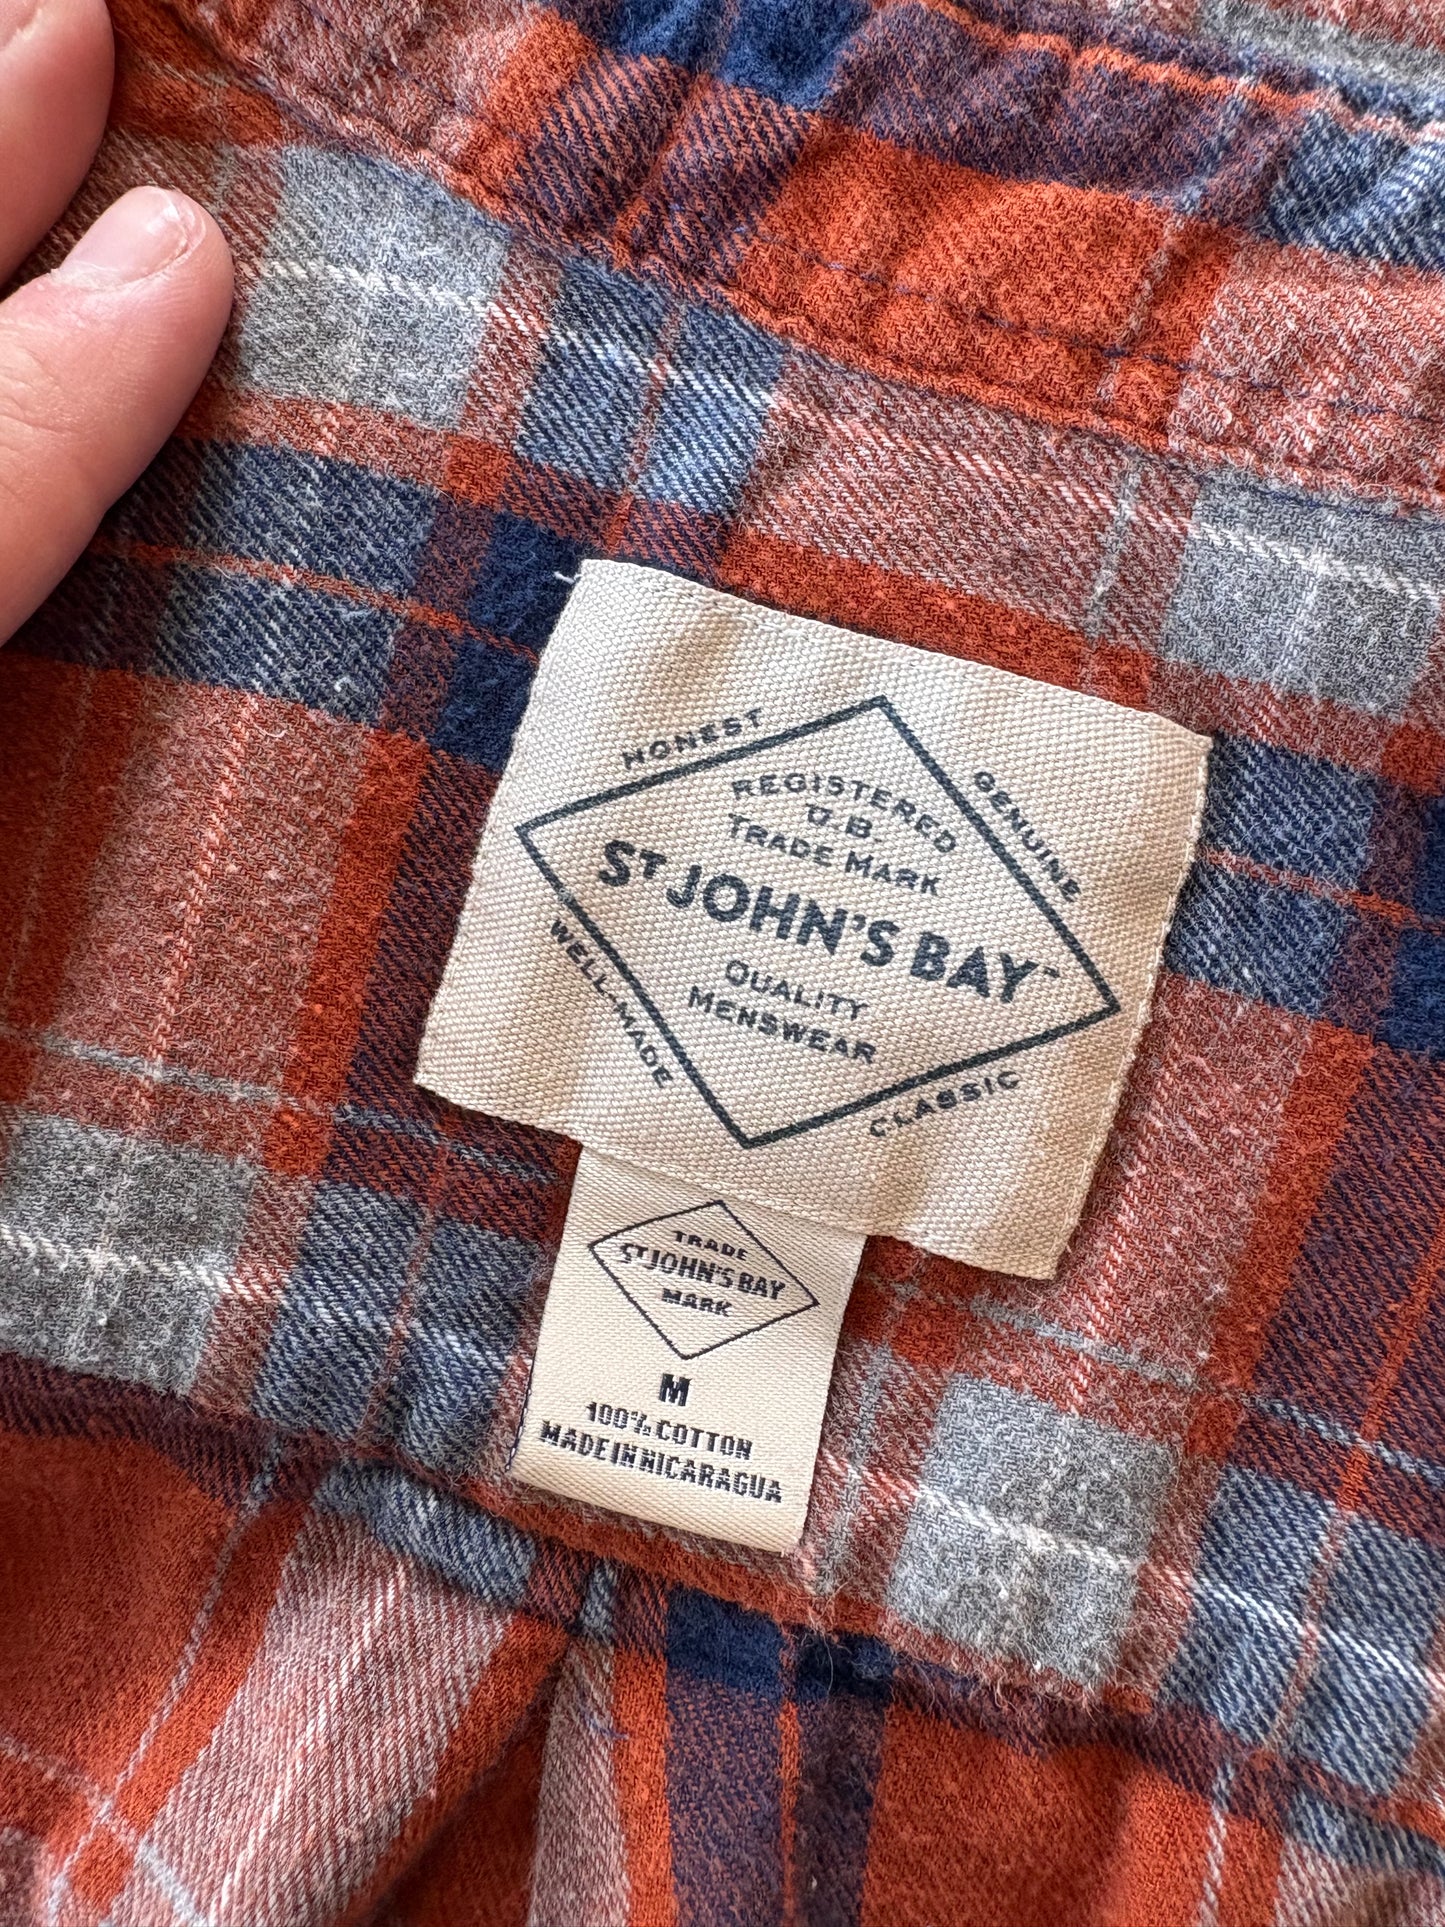 HONEST
GENUINE
REGISTERED
U.B.
TRADE MARK
ST JOHN'S BAY™
QUALITY
MENSWEAR
WELL-MADE
CLASSIC
TRADE
ST JOHN'S BAY
MARK
M
100% COTTON
MADE IN NICARAGUA